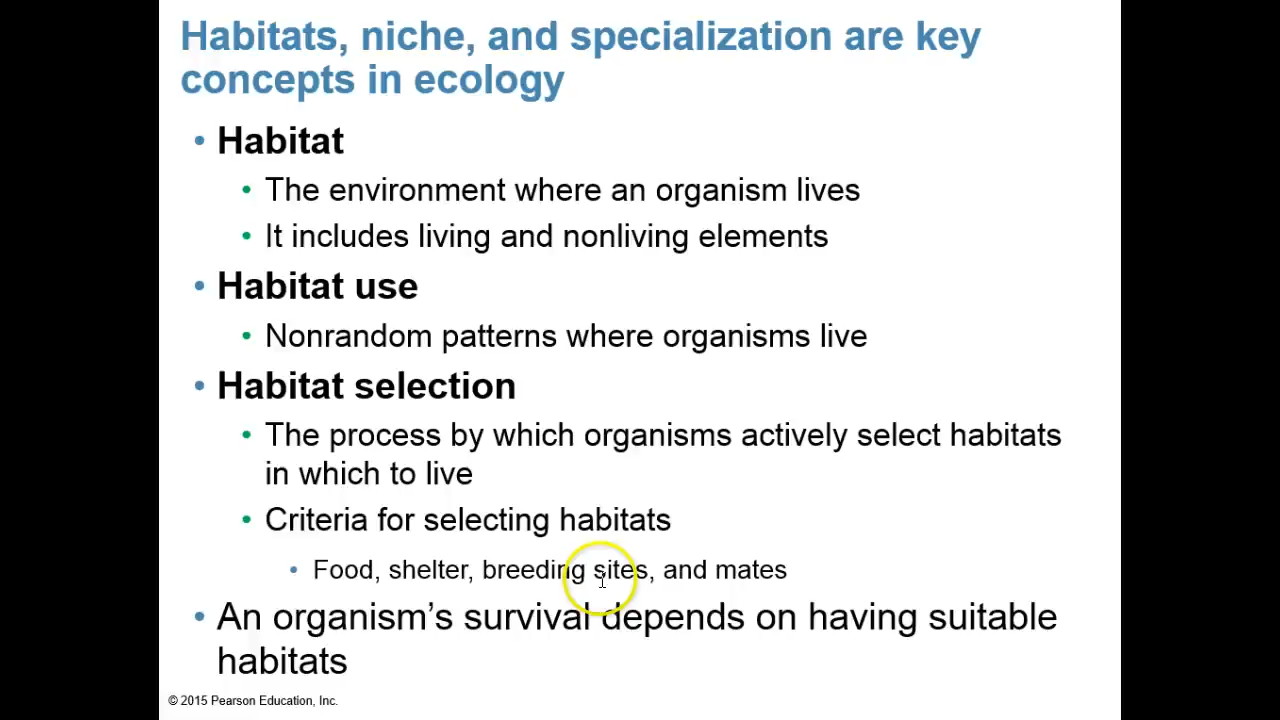 Habitats, niche, and specialization are key
concepts in ecology
• Habitat
• The environment where an organism lives
• It includes living and nonliving elements
• Habitat use
• Nonrandom patterns where organisms live
• Habitat selection
• The process by which organisms actively select habitats
in which to live
• Criteria for selecting habitats
• Food, shelter, breeding sites, and mates
• An organism’s survival depends on having suitable
habitats
© 2015 Pearson Education, Inc.